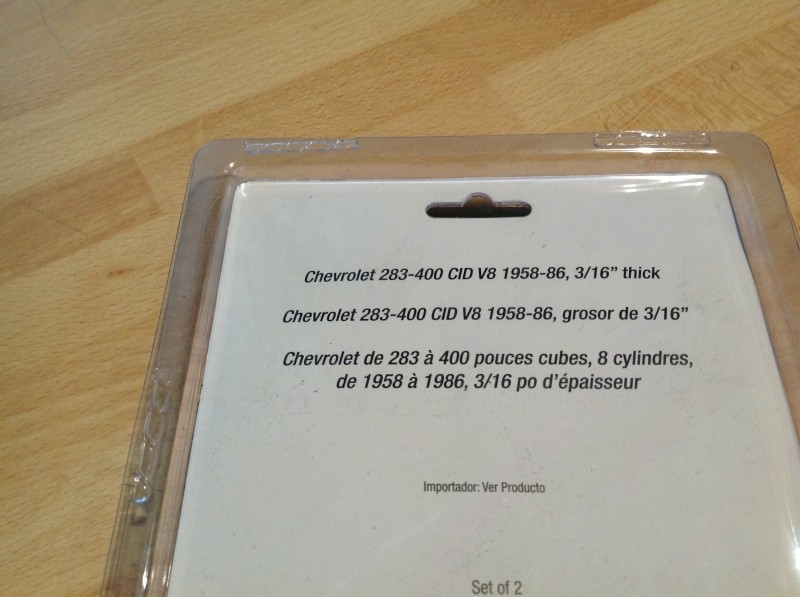 Chevrolet 283-400 CID V8 1958-86, 3/16” thick
Chevrolet 283-400 CID V8 1958-86, grosor de 3/16”
Chevrolet de 283 à 400 pouces cubes, 8 cylindres,
de 1958 à 1986, 3/16 po d’épaisseur
Importador: Ver Producto
Set of 2